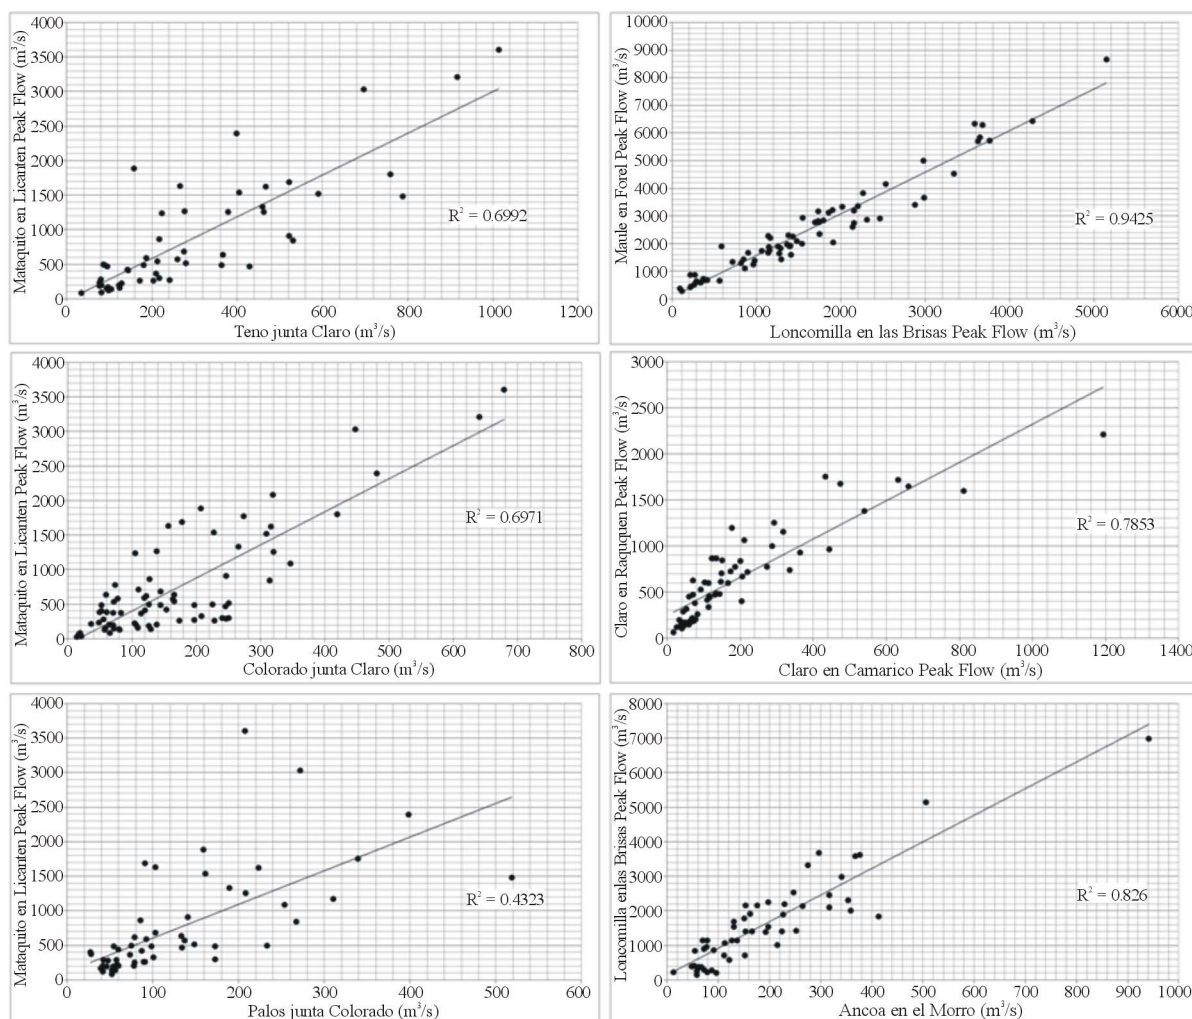 4000
3500
3000
2500
2000
1500
1000
500
0
Mataquito en Licanten Peak Flow (m³/s)
R² = 0.6992
0 200 400 600 800 1000 1200
Teno junta Claro (m³/s)
10000
9000
8000
7000
6000
5000
4000
3000
2000
1000
0
Maule en Forel Peak Flow (m³/s)
R² = 0.9425
0 1000 2000 3000 4000 5000 6000
Loncomilla en las Brisas Peak Flow (m³/s)
4000
3500
3000
2500
2000
1500
1000
500
0
Mataquito en Licanten Peak Flow (m³/s)
R² = 0.6971
0 100 200 300 400 500 600 700 800
Colorado junta Claro (m³/s)
3000
2500
2000
1500
1000
500
0
Claro en Raququen Peak Flow (m³/s)
R² = 0.7853
0 200 400 600 800 1000 1200 1400
Claro en Camarico Peak Flow (m³/s)
4000
3500
3000
2500
2000
1500
1000
500
0
Mataquito en Licanten Peak Flow (m³/s)
R² = 0.4323
0 100 200 300 400 500 600
Palos junta Colorado (m³/s)
8000
7000
6000
5000
4000
3000
2000
1000
0
Loncomilla enlas Brisas Peak Flow (m³/s)
R² = 0.826
0 100 200 300 400 500 600 700 800 900 1000
Ancoa en el Morro (m³/s)